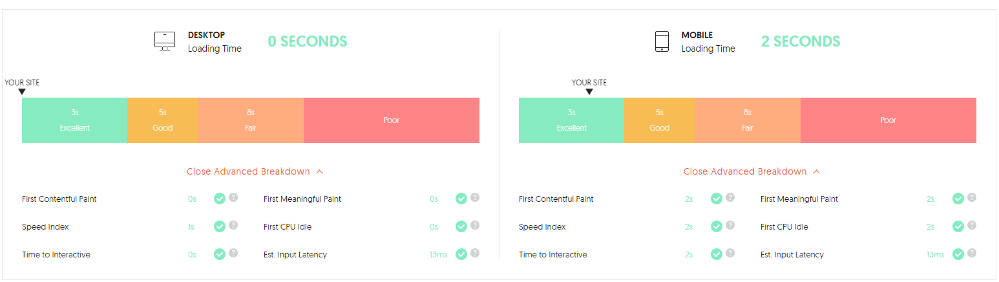 DESKTOP
Loading Time
0 SECONDS
YOUR SITE
3s
Excellent
5s
Good
8s
Fair
Poor
Close Advanced Breakdown
First Contentful Paint 0s ? First Meaningful Paint 0s ?
Speed Index 1s ? First CPU Idle 0s ?
Time to Interactive 0s ? Est. Input Latency 13ms ?
MOBILE
Loading Time
2 SECONDS
YOUR SITE
3s
Excellent
5s
Good
8s
Fair
Poor
Close Advanced Breakdown
First Contentful Paint 2s ? First Meaningful Paint 2s ?
Speed Index 2s ? First CPU Idle 2s ?
Time to Interactive 2s ? Est. Input Latency 13ms ?